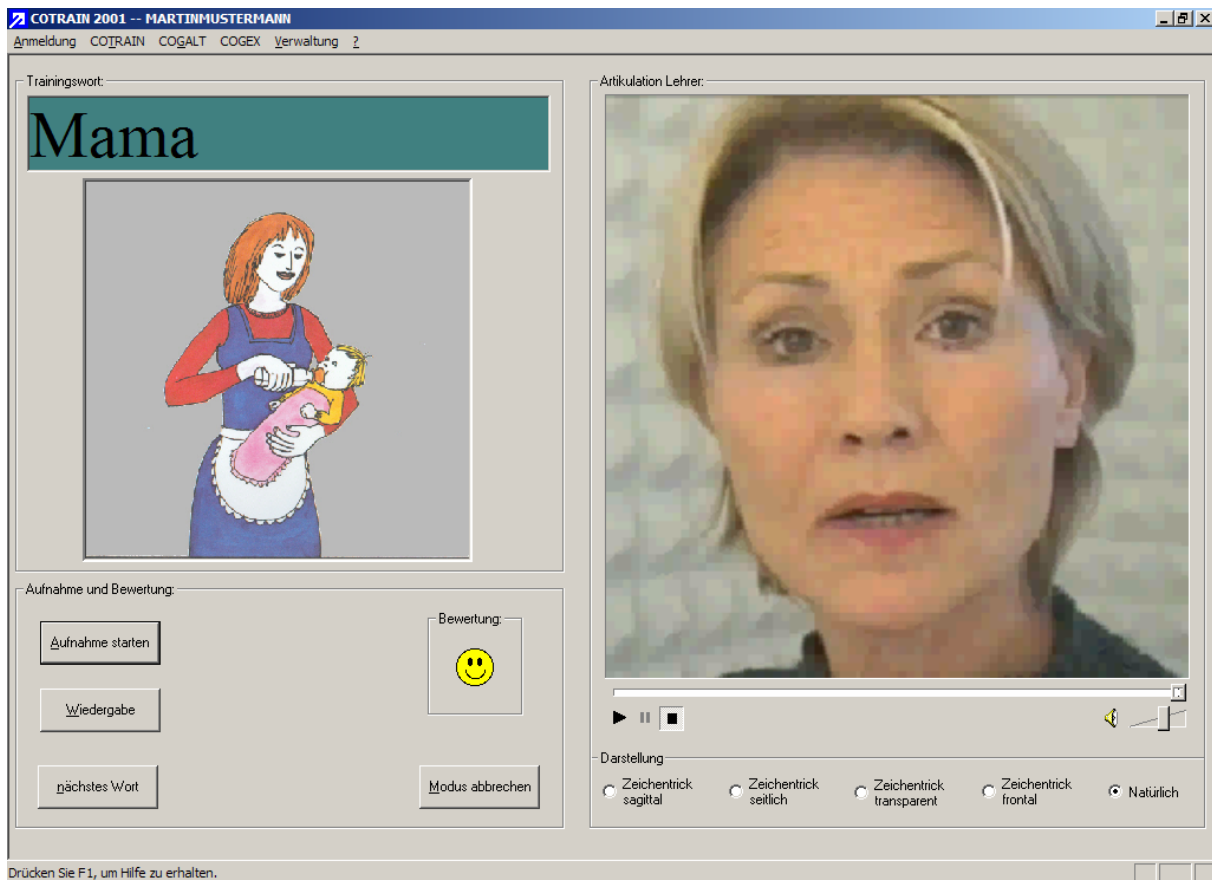 COTRAIN 2001 -- MARTINMUSTERMANN
Anmeldung COTRAIN COGALT COGEX Verwaltung ?
Trainingswort:
Mama
Aufnahme und Bewertung:
Aufnahme starten
Bewertung:
Wiedergabe
nächstes Wort
Modus abbrechen
Artikulation Lehrer:
Darstellung
Zeichentrick
sagittal
Zeichentrick
seitlich
Zeichentrick
transparent
Zeichentrick
frontal
Natürlich
Drücken Sie F1, um Hilfe zu erhalten.